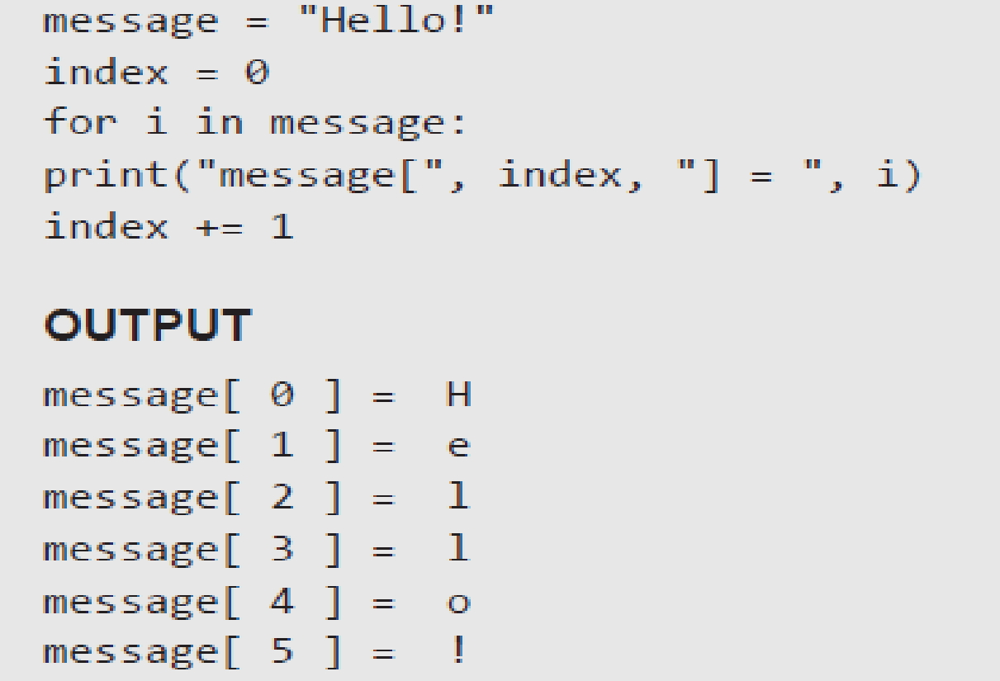 message = "Hello!"
index = 0
for i in message:
print("message[", index, "] = ", i)
index += 1
OUTPUT
message[ 0 ] =  H
message[ 1 ] =  e
message[ 2 ] =  l
message[ 3 ] =  l
message[ 4 ] =  o
message[ 5 ] =  !